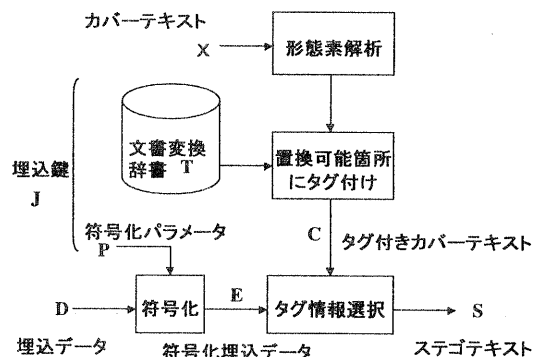 カバーテキスト
X
形態素解析
文書変換
辞書 T
置換可能箇所
にタグ付け
埋込鍵
J
C
タグ付きカバーテキスト
符号化パラメータ
P
D
符号化
E
タグ情報選択
S
埋込データ
符号化埋込データ
ステゴテキスト